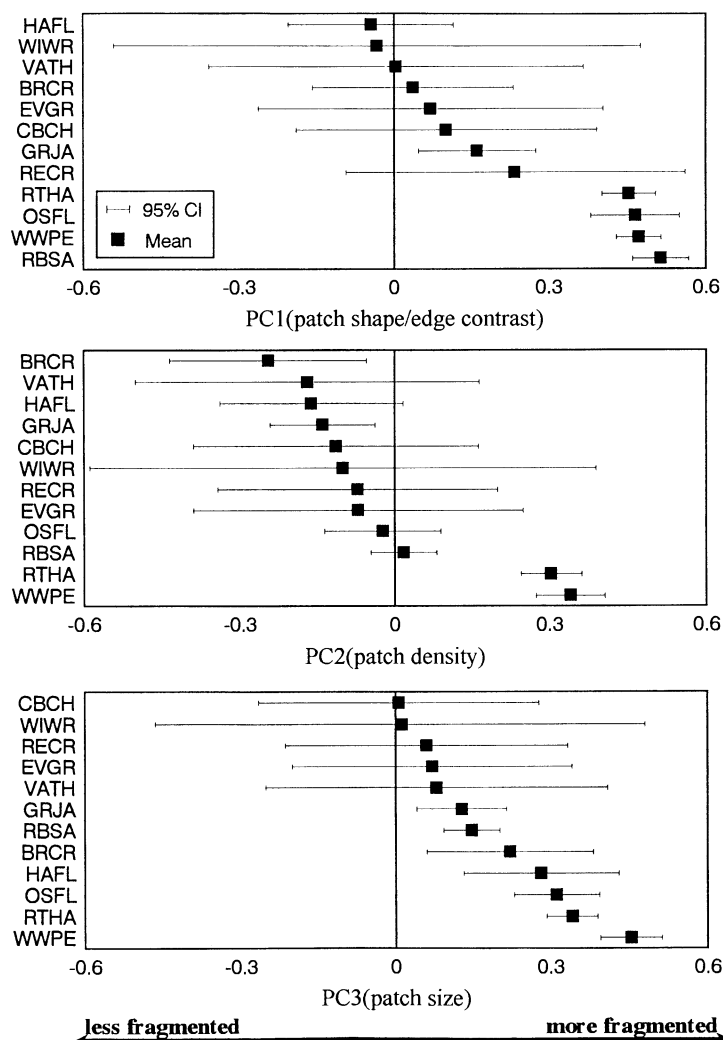 HAFL
WIWR
VATH
BRCR
EVGR
CBCH
GRJA
RECR
RTHA
OSFL
WWPE
RBSA
95% CI
Mean
-0.6 -0.3 0 0.3 0.6
PC1(patch shape/edge contrast)
BRCR
VATH
HAFL
GRJA
CBCH
WIWR
RECR
EVGR
OSFL
RBSA
RTHA
WWPE
-0.6 -0.3 0 0.3 0.6
PC2(patch density)
CBCH
WIWR
RECR
EVGR
VATH
GRJA
RBSA
BRCR
HAFL
OSFL
RTHA
WWPE
-0.6 -0.3 0 0.3 0.6
PC3(patch size)
less fragmented more fragmented